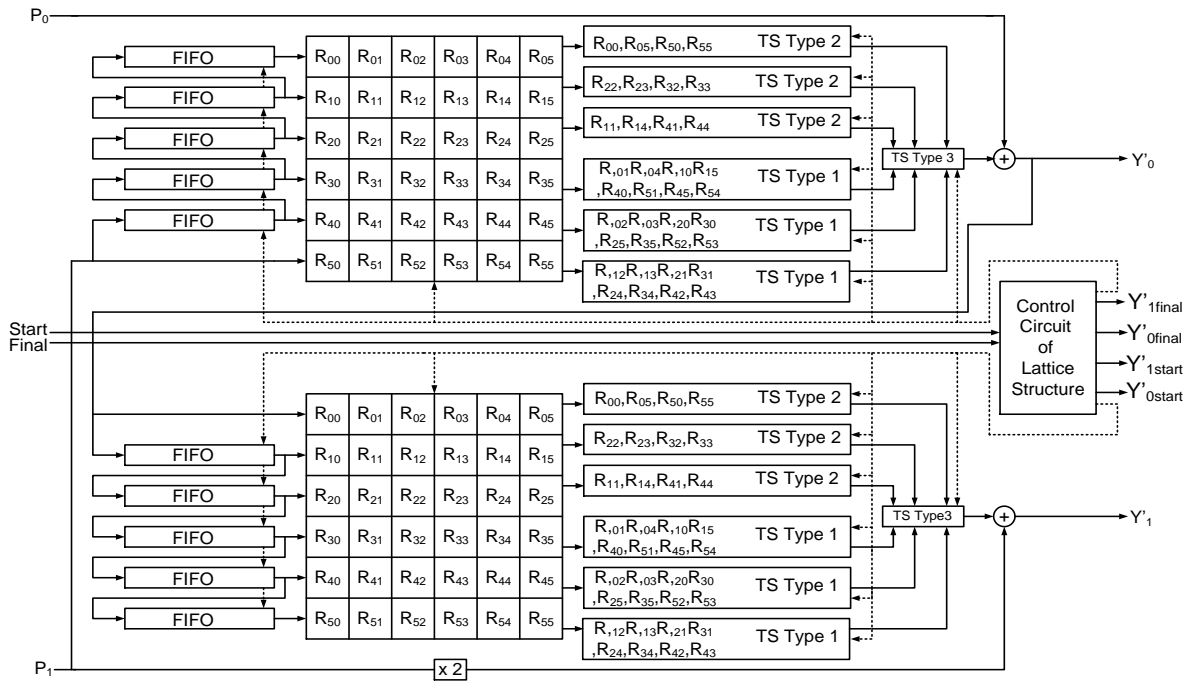 P0
FIFO R00 R01 R02 R03 R04 R05
FIFO R10 R11 R12 R13 R14 R15
FIFO R20 R21 R22 R23 R24 R25
FIFO R30 R31 R32 R33 R34 R35
FIFO R40 R41 R42 R43 R44 R45
R50 R51 R52 R53 R54 R55
R00,R05,R50,R55 TS Type 2
R22,R23,R32,R33 TS Type 2
R11,R14,R41,R44 TS Type 2
R,01R,04R,10R15 TS Type 1
,R40,R51,R45,R54
R,02R,03R,20R30 TS Type 1
,R25,R35,R52,R53
R,12R,13R,21R31 TS Type 1
,R24,R34,R42,R43
TS Type 3
+
Y'0
Start
Final
Control
Circuit
of
Lattice
Structure
Y'1final
Y'0final
Y'1start
Y'0start
R00 R01 R02 R03 R04 R05
FIFO R10 R11 R12 R13 R14 R15
FIFO R20 R21 R22 R23 R24 R25
FIFO R30 R31 R32 R33 R34 R35
FIFO R40 R41 R42 R43 R44 R45
FIFO R50 R51 R52 R53 R54 R55
R00,R05,R50,R55 TS Type 2
R22,R23,R32,R33 TS Type 2
R11,R14,R41,R44 TS Type 2
R,01R,04R,10R15 TS Type 1
,R40,R51,R45,R54
R,02R,03R,20R30 TS Type 1
,R25,R35,R52,R53
R,12R,13R,21R31 TS Type 1
,R24,R34,R42,R43
TS Type3
+
Y'1
P1
x 2